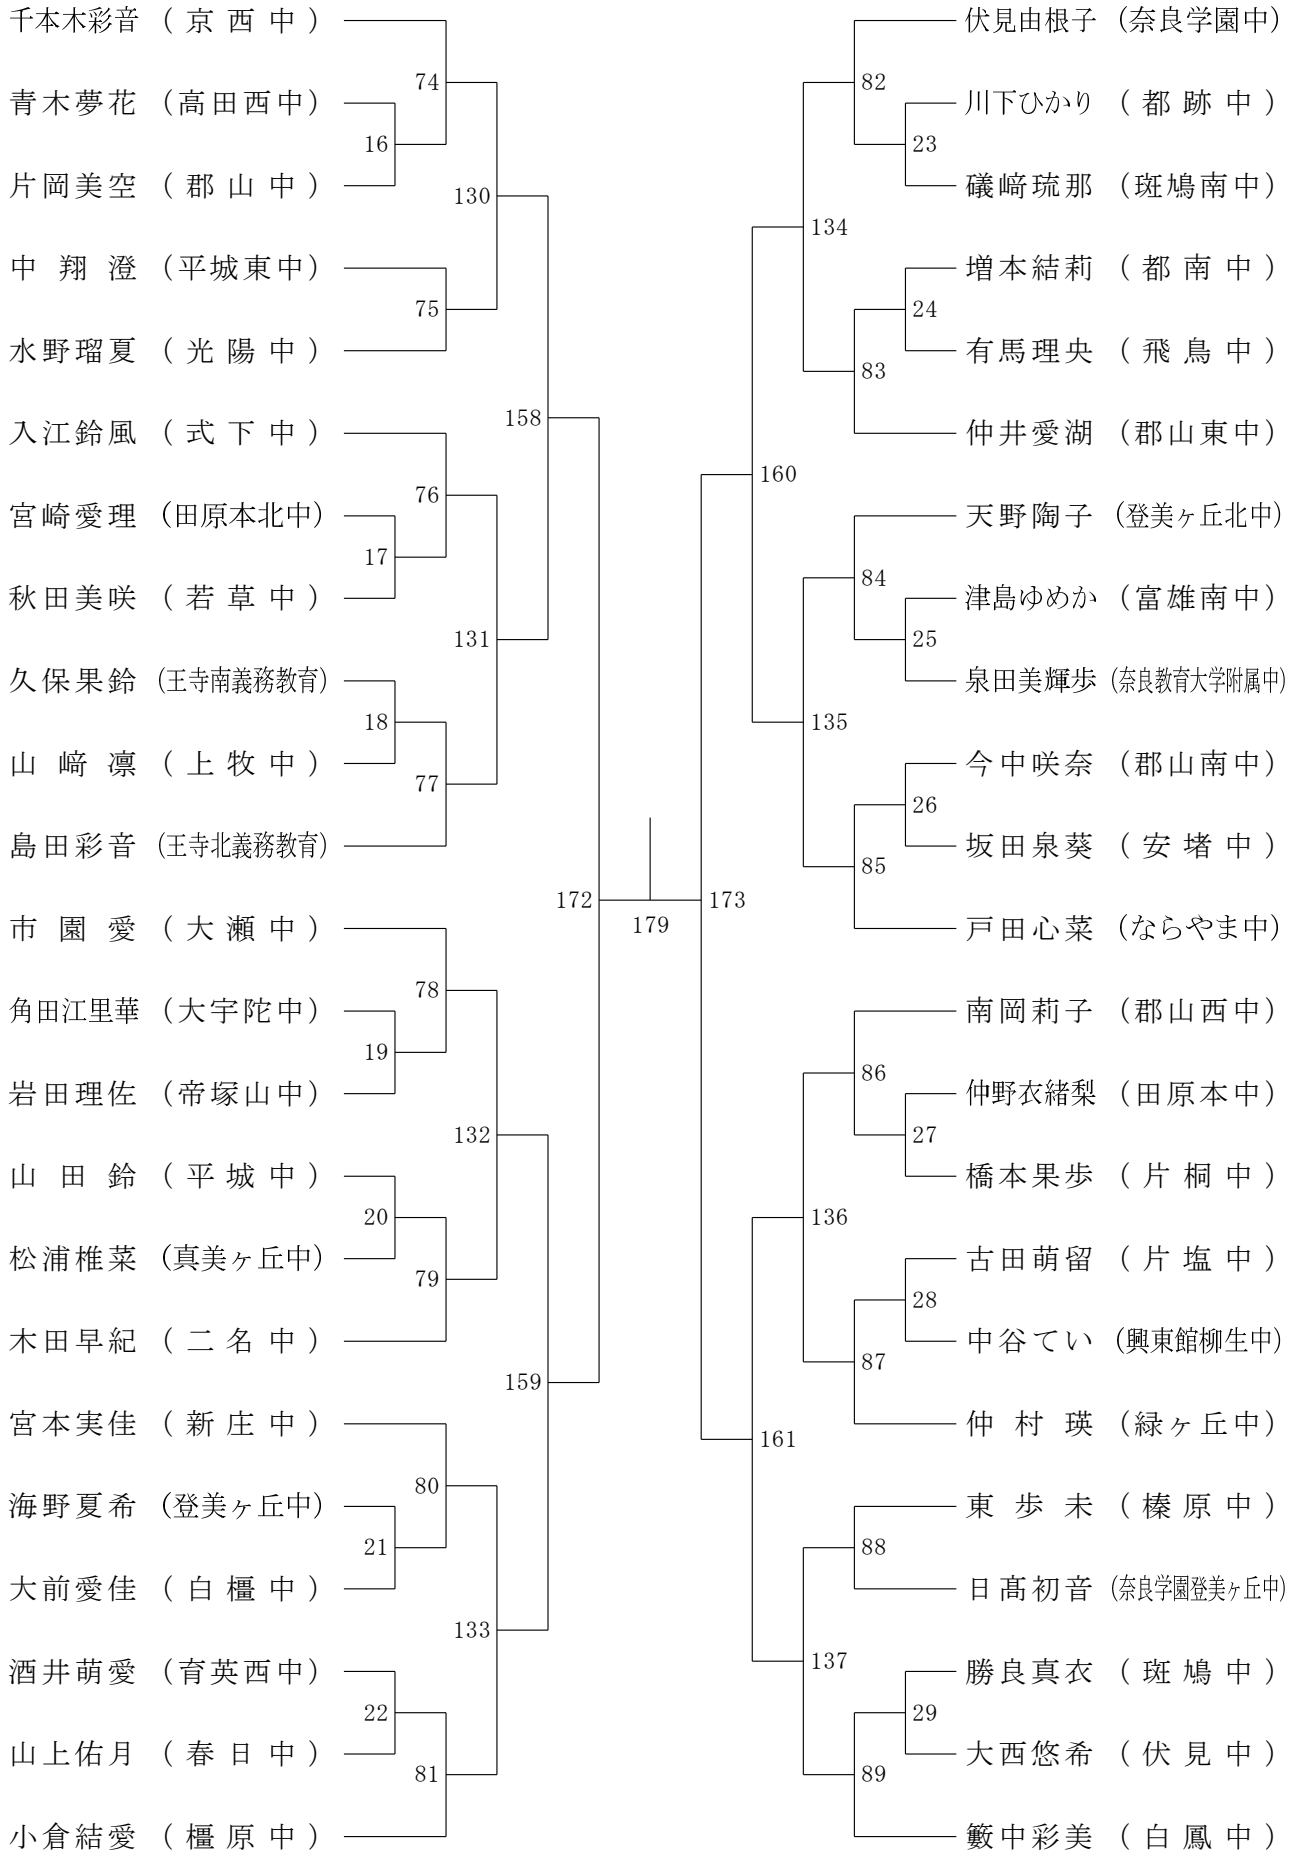 千本木彩音 (京西中)
青木夢花 (高田西中)
片岡美空 (郡山中)
中翔澄 (平城東中)
水野瑠夏 (光陽中)
入江鈴風 (式下中)
宮崎愛理 (田原本北中)
秋田美咲 (若草中)
久保果鈴 (王寺南義務教育)
山﨑凛 (上牧中)
島田彩音 (王寺北義務教育)
市園愛 (大瀬中)
角田江里華 (大宇陀中)
岩田理佐 (帝塚山中)
山田鈴 (平城中)
松浦椎菜 (真美ヶ丘中)
木田早紀 (二名中)
宮本実佳 (新庄中)
海野夏希 (登美ヶ丘中)
大前愛佳 (白橿中)
酒井萌愛 (育英西中)
山上佑月 (春日中)
小倉結愛 (橿原中)
16
17
18
19
20
21
22
74
75
76
77
78
79
80
81
130
131
132
133
158
159
172
179
173
160
161
134
135
136
137
82
83
84
85
86
87
88
89
23
24
25
26
27
28
29
伏見由根子 (奈良学園中)
川下ひかり (都跡中)
礒﨑琉那 (斑鳩南中)
増本結莉 (都南中)
有馬理央 (飛鳥中)
仲井愛湖 (郡山東中)
天野陶子 (登美ヶ丘北中)
津島ゆめか (富雄南中)
泉田美輝歩 (奈良教育大学附属中)
今中咲奈 (郡山南中)
坂田泉葵 (安堵中)
戸田心菜 (ならやま中)
南岡莉子 (郡山西中)
仲野衣緒梨 (田原本中)
橋本果歩 (片桐中)
古田萌留 (片塩中)
中谷てい (興東館柳生中)
仲村瑛 (緑ヶ丘中)
東歩未 (榛原中)
日髙初音 (奈良学園登美ヶ丘中)
勝良真衣 (斑鳩中)
大西悠希 (伏見中)
籔中彩美 (白鳳中)